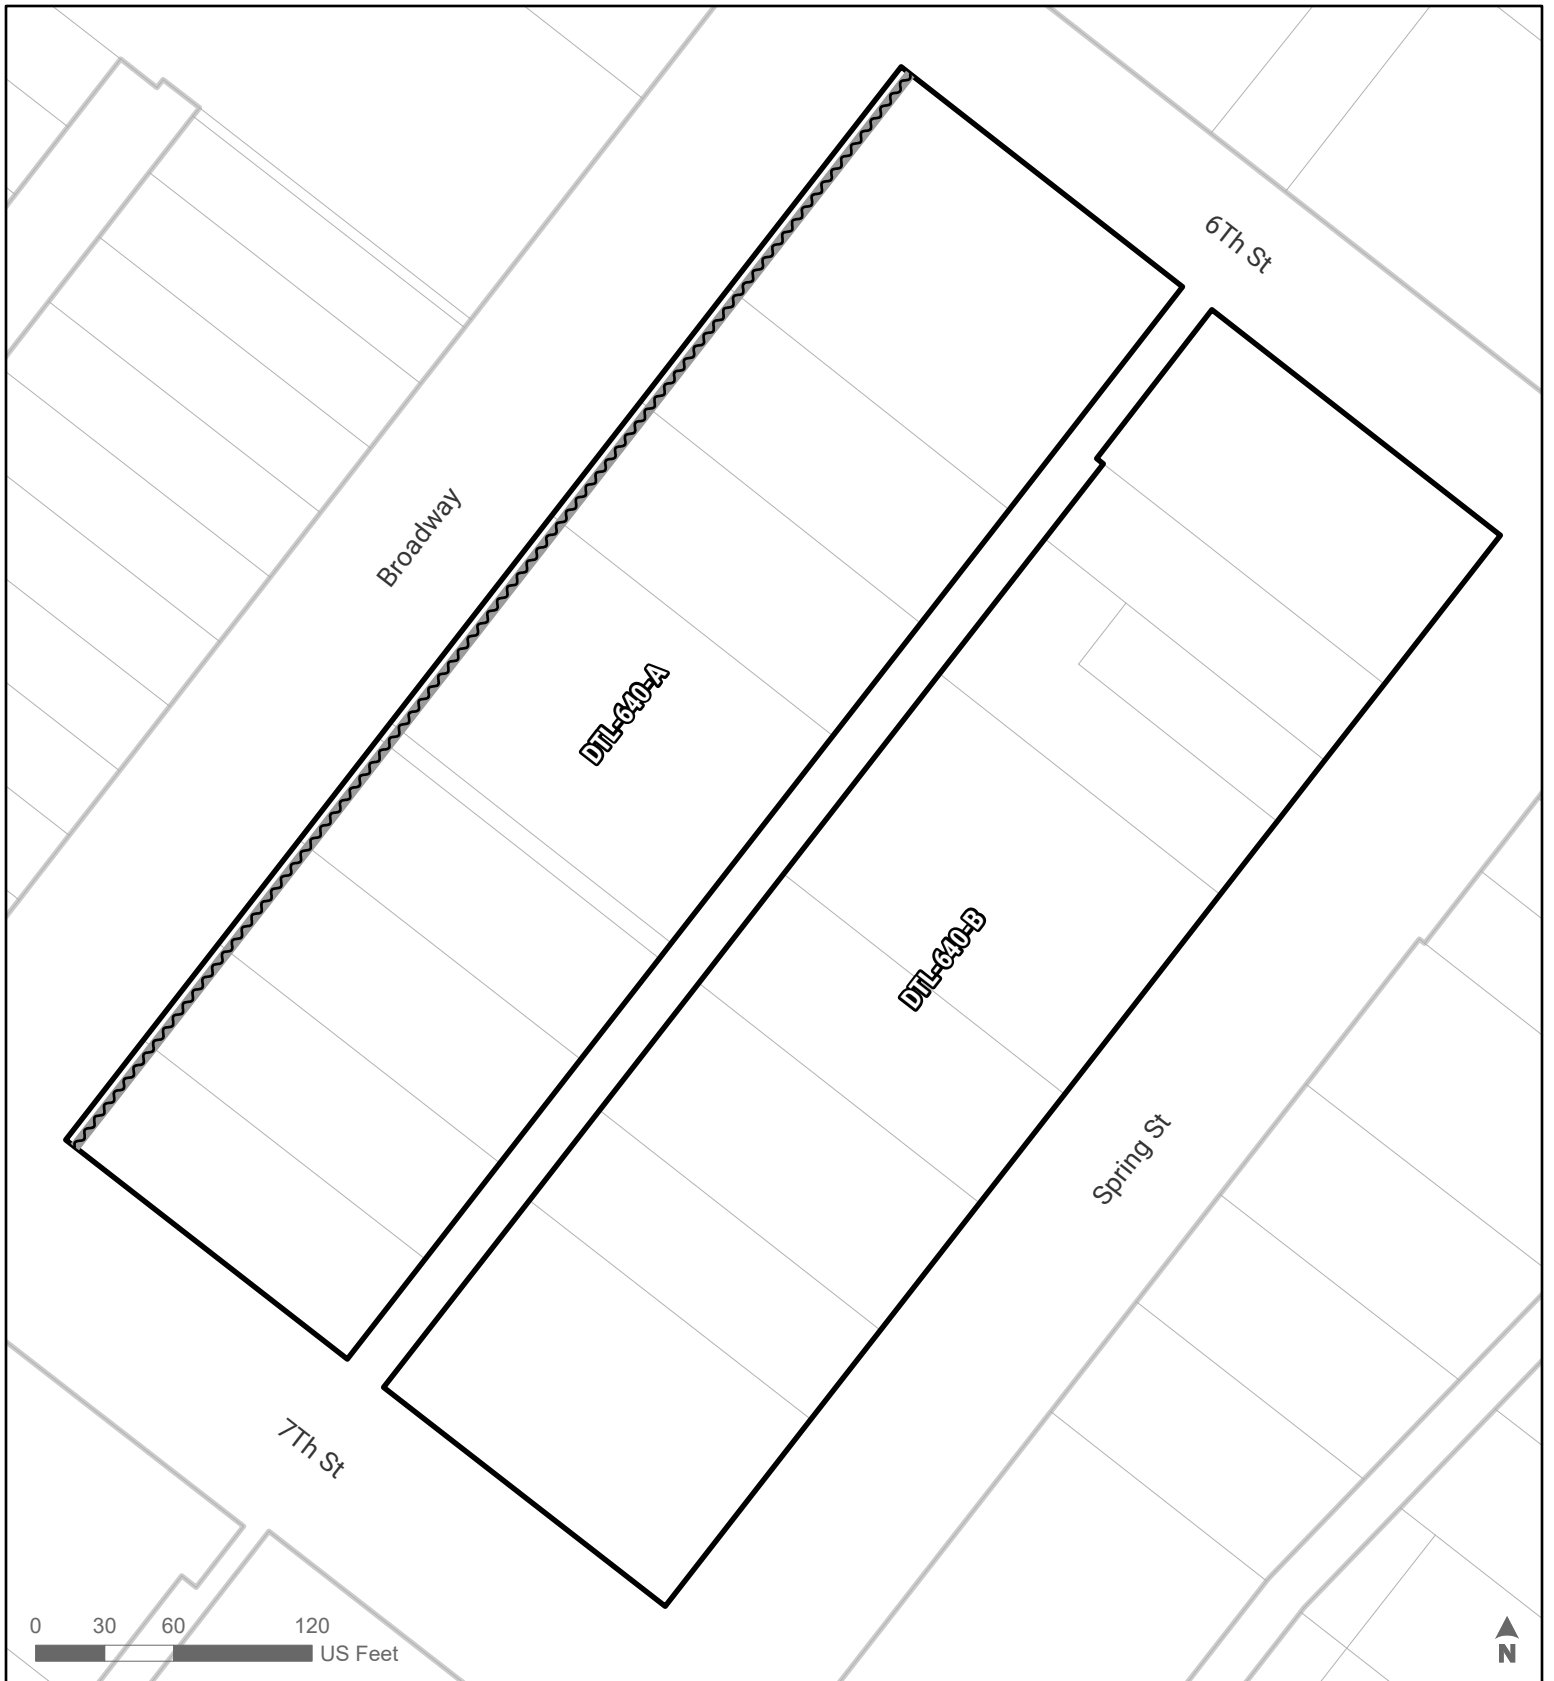 6Th St
Broadway
DTL-640-A
DTL-640-B
Spring St
7Th St
0 30 60 120
US Feet
N